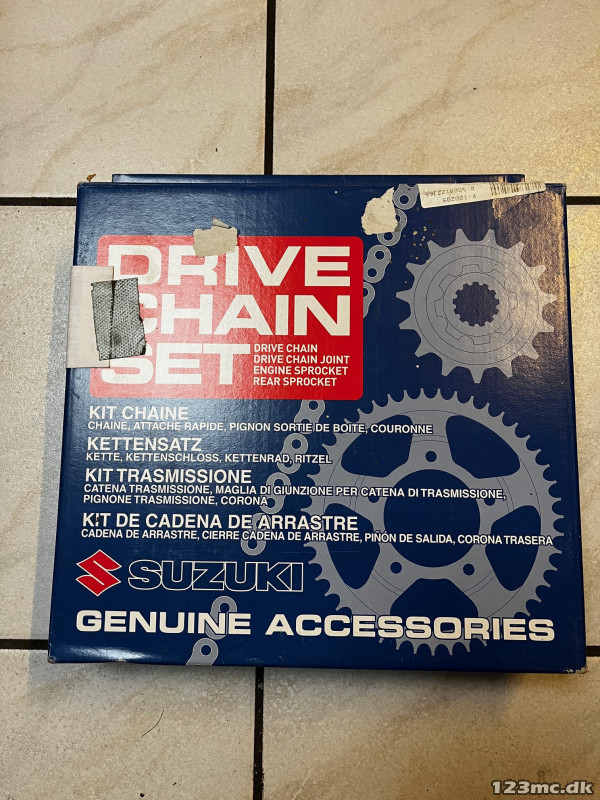 DRIVE
CHAIN
SET
DRIVE CHAIN
DRIVE CHAIN JOINT
ENGINE SPROCKET
REAR SPROCKET
KIT CHAINE
CHAINE, ATTACHE RAPIDE, PIGNON SORTIE DE BOITE, COURONNE
KETTENSATZ
KETTE, KETTENSCHLOSS, KETTENRAD, RITZEL
KIT TRASMISSIONE
CATENA TRASMISSIONE, MAGLIA DI GIUNZIONE PER CATENA DI TRASMISSIONE,
PIGNONE TRASMISSIONE, CORONA
KIT DE CADENA DE ARRASTRE
CADENA DE ARRASTRE, CIERRE CADENA DE ARRASTRE, PIÑÓN DE SALIDA, CORONA TRASERA
SUZUKI
GENUINE ACCESSORIES
123mc.dk